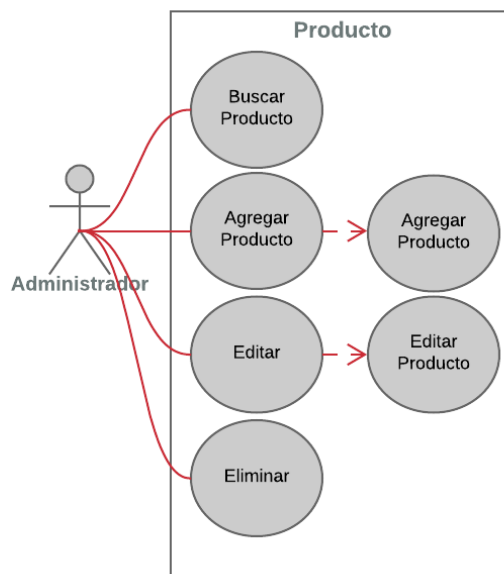 Producto
Buscar
Producto
Agregar
Producto
Agregar
Producto
Administrador
Editar
Editar
Producto
Eliminar